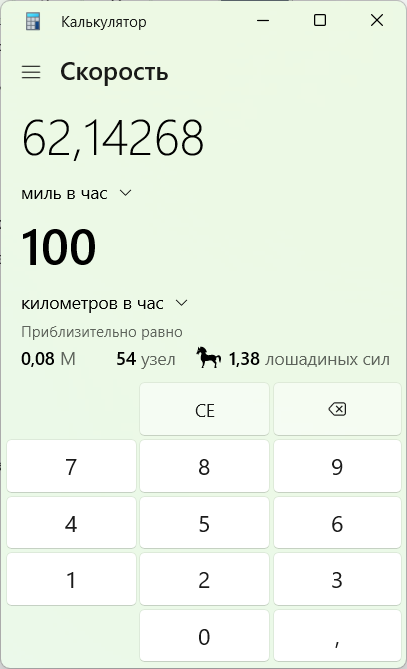 Калькулятор
Скорость
62,14268
миль в час
100
километров в час
Приблизительно равно
0,08 M 54 узел 1,38 лошадиных сил
CE
7 8 9
4 5 6
1 2 3
0 ,